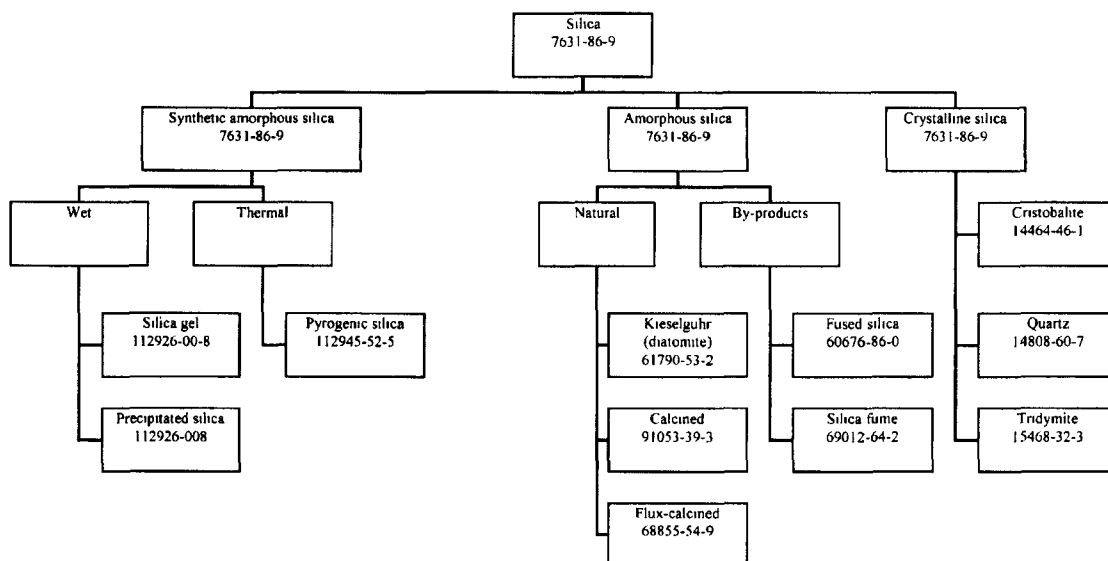 Silica
7631-86-9
Synthetic amorphous silica
7631-86-9
Amorphous silica
7631-86-9
Crystalline silica
7631-86-9
Wet
Thermal
Natural
By-products
Cristobalite
14464-46-1
Silica gel
112926-00-8
Pyrogenic silica
112945-52-5
Kieselguhr
(diatomite)
61790-53-2
Fused silica
60676-86-0
Quartz
14808-60-7
Precipitated silica
112926-008
Calcined
91053-39-3
Silica fume
69012-64-2
Tridymite
15468-32-3
Flux-calcined
68855-54-9